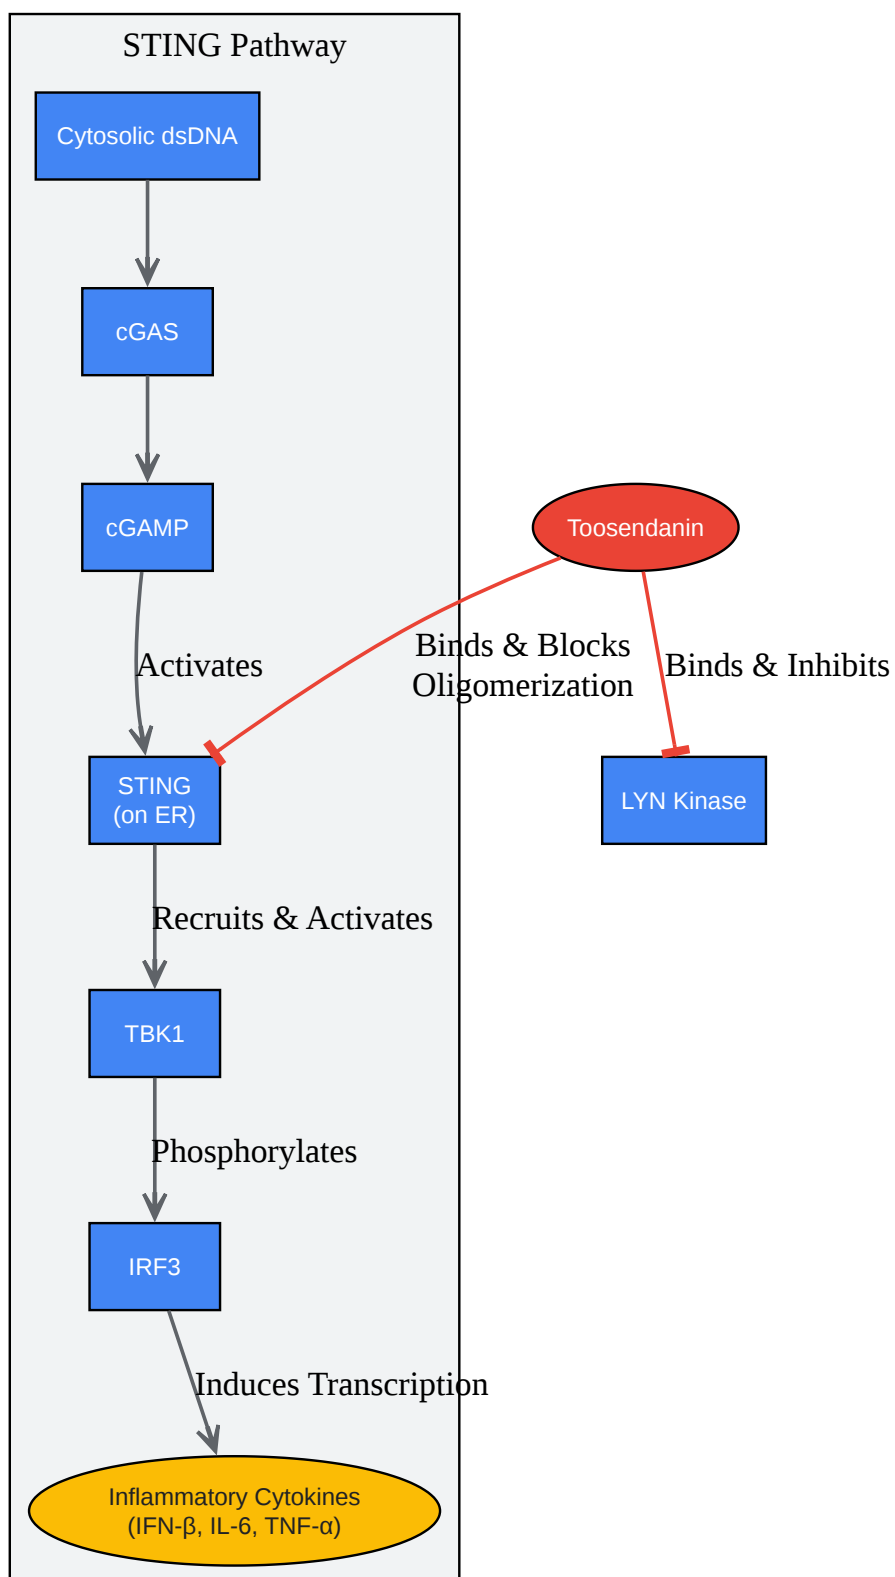 STING Pathway
Cytosolic dsDNA
cGAS
cGAMP
Toosendanin
Activates
Binds & Blocks
Oligomerization
Binds & Inhibits
STING
(on ER)
LYN Kinase
Recruits & Activates
TBK1
Phosphorylates
IRF3
Induces Transcription
Inflammatory Cytokines
(IFN-β, IL-6, TNF-α)